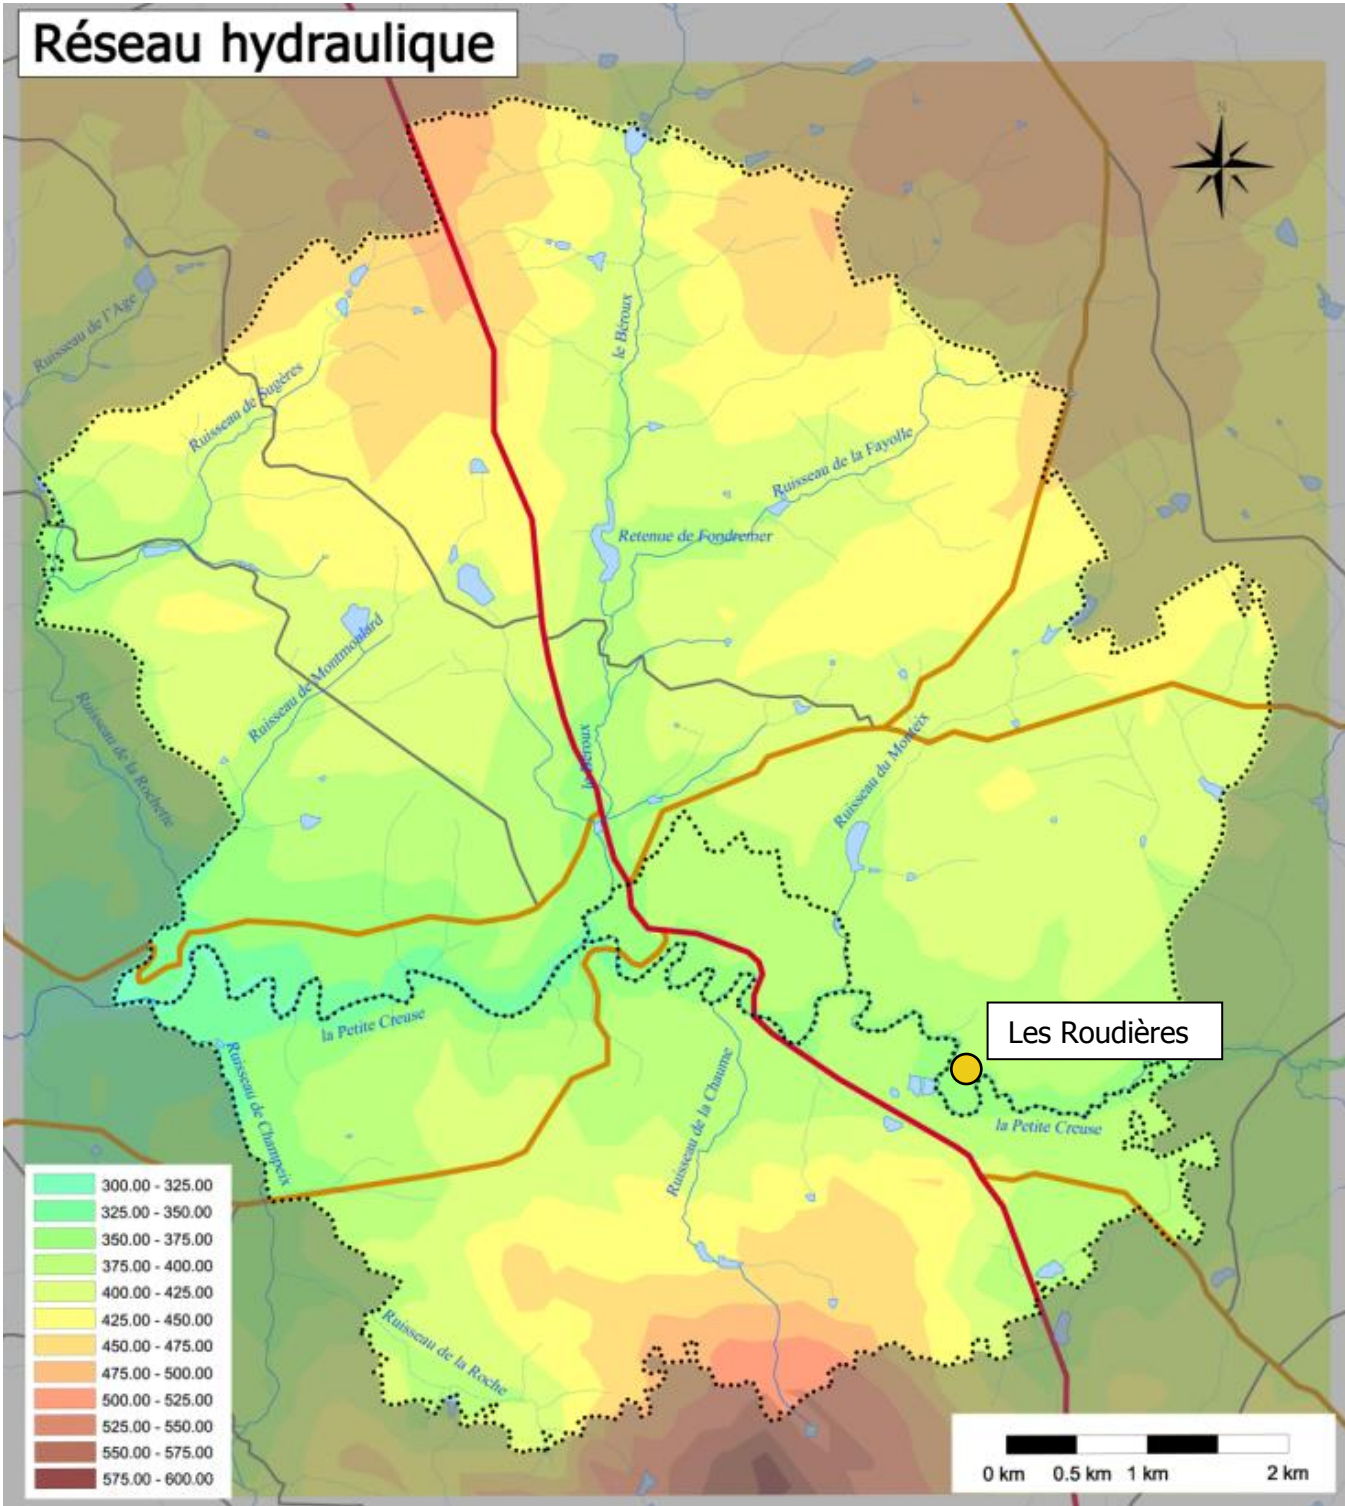 Réseau hydraulique
N
Ruisseau de l'Age
le Béroux
Ruisseau de Sugères
Ruisseau de la Fayolle
Retenue de Fondremer
Ruisseau de Montmoulard
Ruisseau de la Rochette
le Béroux
Ruisseau du Monteix
Les Roudières
la Petite Creuse
Ruisseau de Champeix
Ruisseau de la Chaume
la Petite Creuse
Ruisseau de la Roche
300.00 - 325.00
325.00 - 350.00
350.00 - 375.00
375.00 - 400.00
400.00 - 425.00
425.00 - 450.00
450.00 - 475.00
475.00 - 500.00
500.00 - 525.00
525.00 - 550.00
550.00 - 575.00
575.00 - 600.00
0 km 0.5 km 1 km 2 km